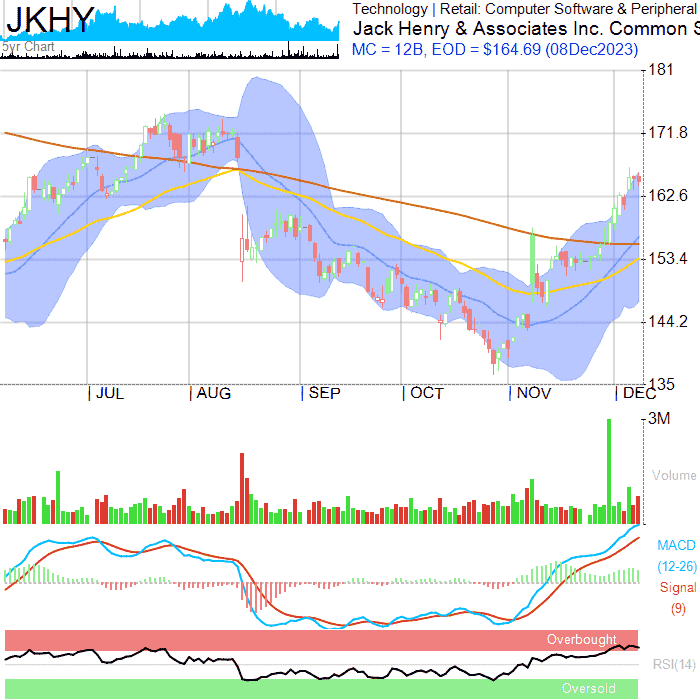 JKHY
5yr Chart
Technology | Retail: Computer Software & Peripheral
Jack Henry & Associates Inc. Common S
MC = 12B, EOD = $164.69 (08Dec2023)
181
171.8
162.6
153.4
144.2
135
JUL AUG SEP OCT NOV DEC
3M
Volume
MACD
(12-26)
Signal
(9)
Overbought
RSI(14)
Oversold